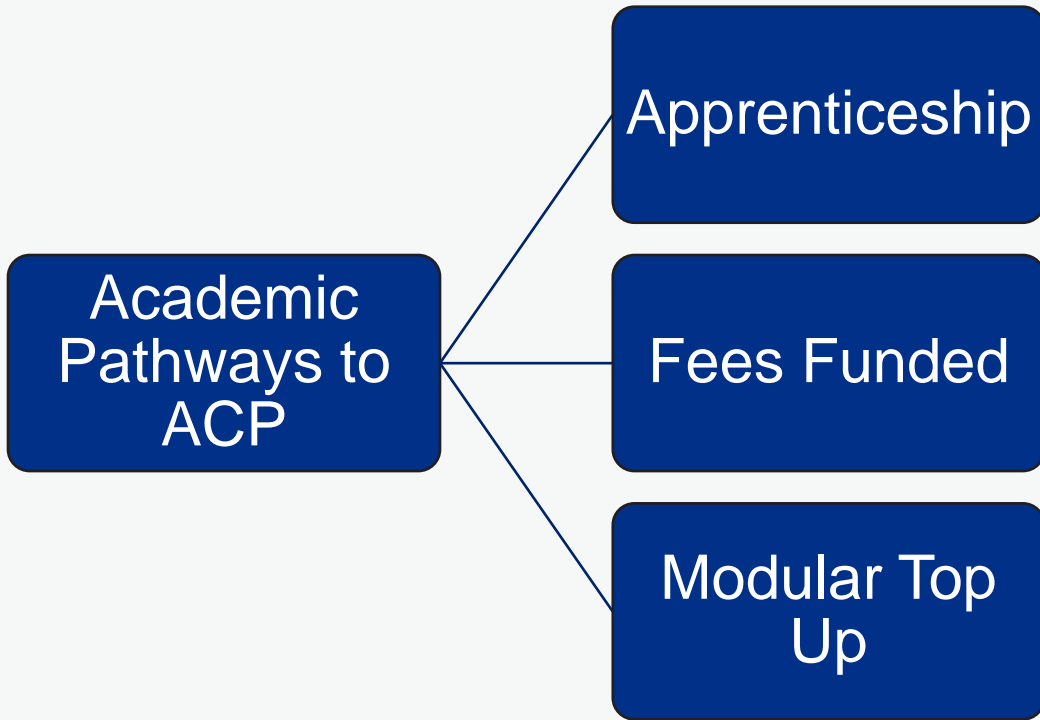 Academic
Pathways to
ACP
Apprenticeship
Fees Funded
Modular Top
Up